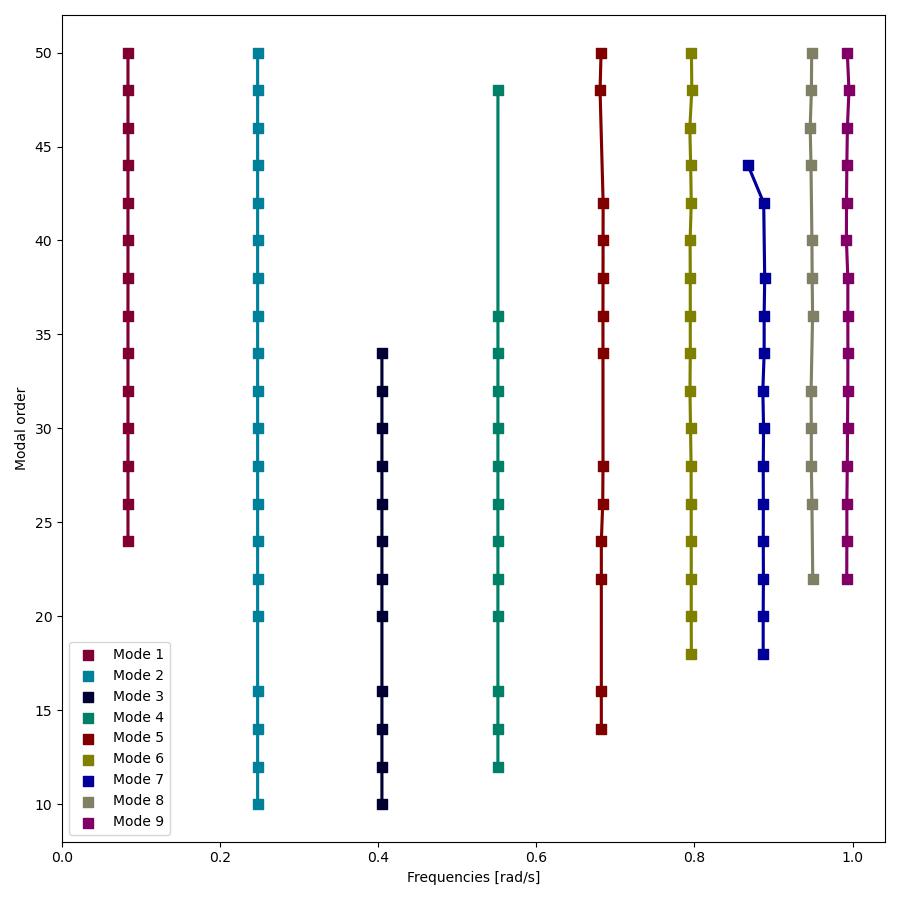 50
45
40
35
30
25
20
15
10
Modal order
Mode 1
Mode 2
Mode 3
Mode 4
Mode 5
Mode 6
Mode 7
Mode 8
Mode 9
0.0 0.2 0.4 0.6 0.8 1.0
Frequencies [rad/s]